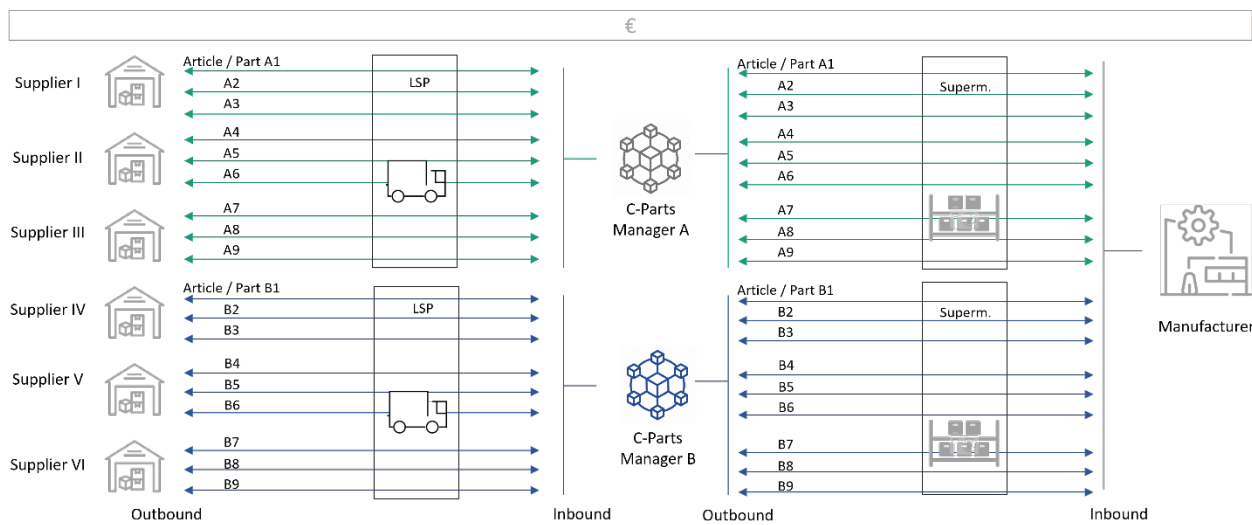 €
Supplier I
Article / Part A1
A2
A3
LSP
Supplier II
A4
A5
A6
Supplier III
A7
A8
A9
C-Parts
Manager A
Article / Part A1
A2
A3
Superm.
A4
A5
A6
A7
A8
A9
Supplier IV
Article / Part B1
B2
B3
LSP
Supplier V
B4
B5
B6
Supplier VI
B7
B8
B9
C-Parts
Manager B
Article / Part B1
B2
B3
Superm.
B4
B5
B6
B7
B8
B9
Manufacturer
Outbound
Inbound
Outbound
Inbound